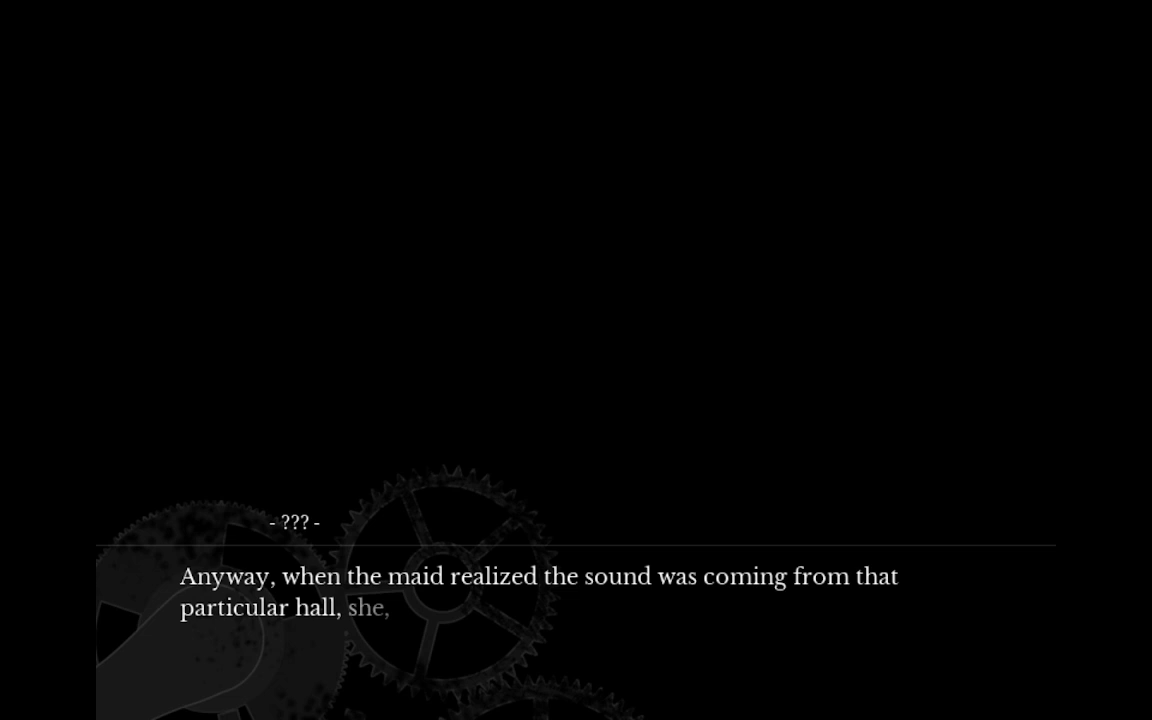 - ??? -
Anyway, when the maid realized the sound was coming from that
particular hall, she,